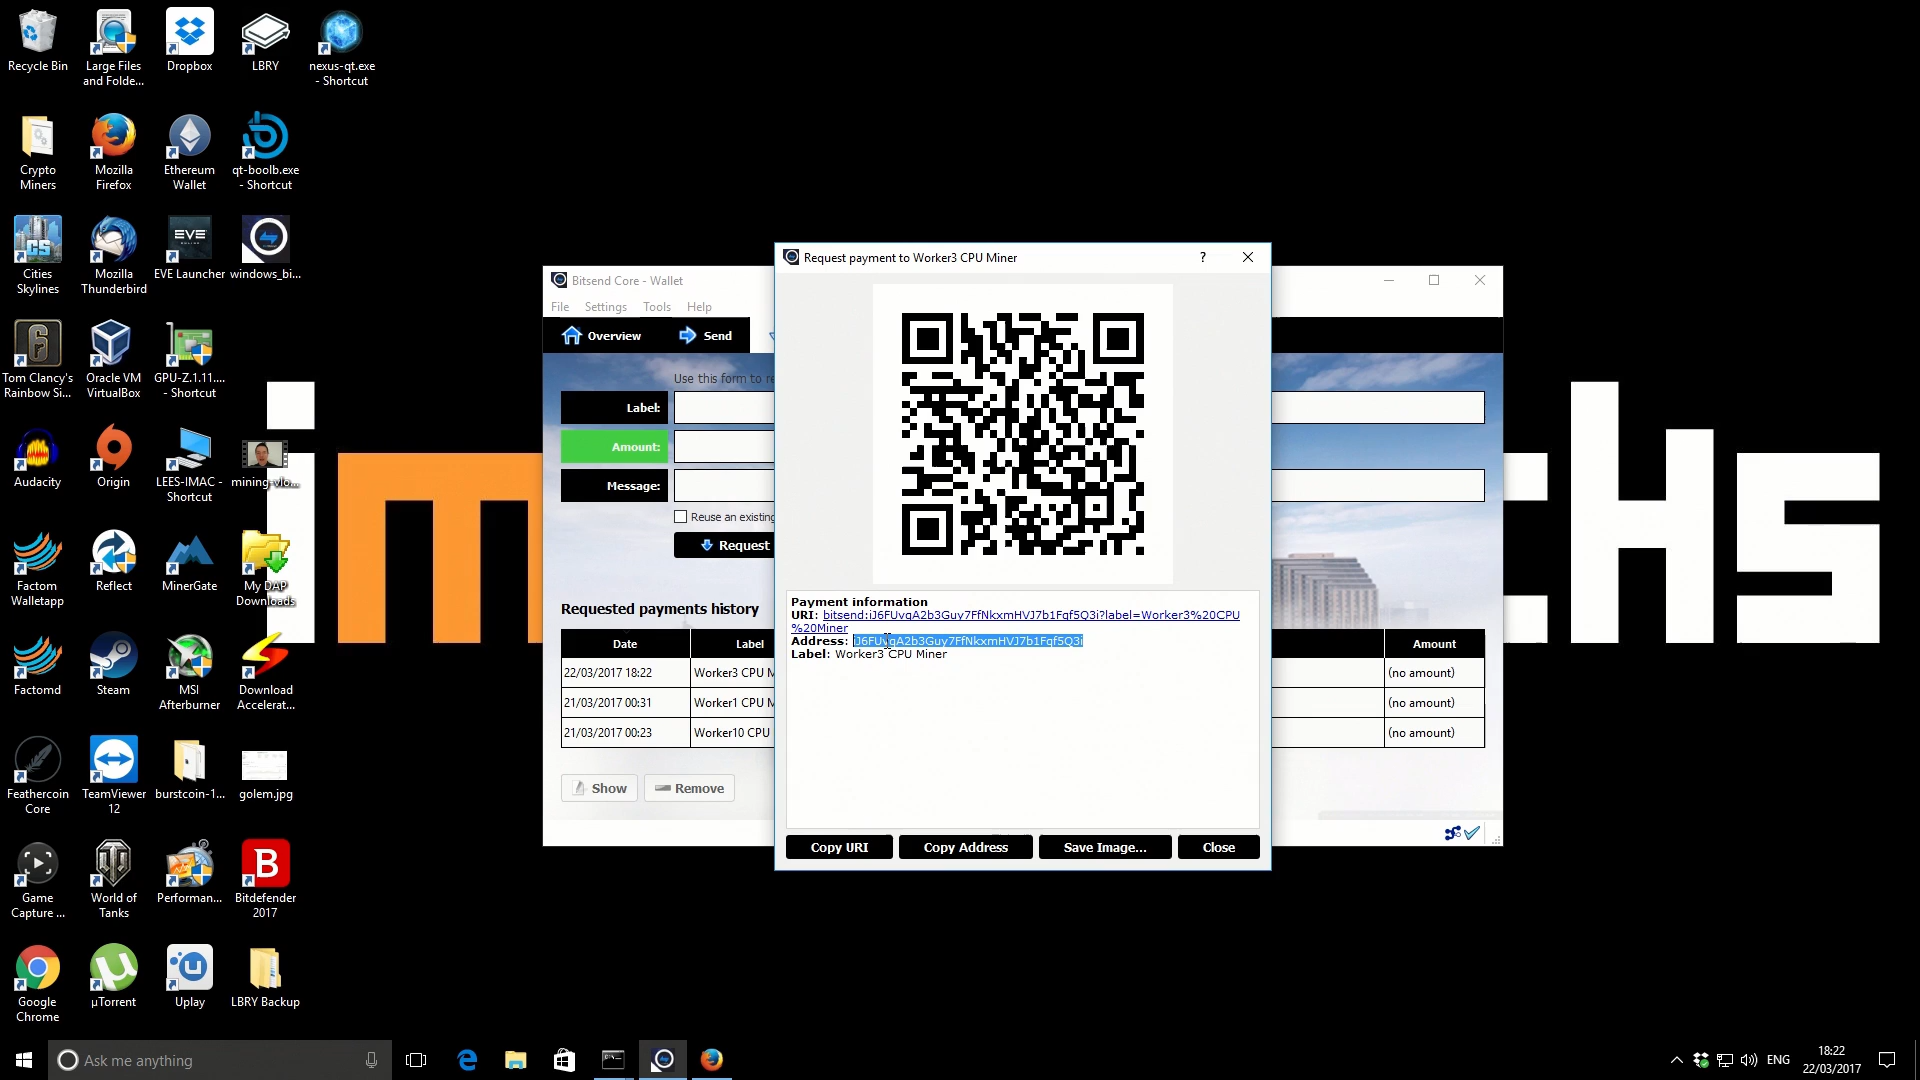 Recycle Bin
Large Files
and Folde...
Dropbox
LBRY
nexus-qt.exe
- Shortcut
Crypto
Miners
Mozilla
Firefox
Ethereum
Wallet
qt-boolb.exe
- Shortcut
Cities
Skylines
Mozilla
Thunderbird
EVE Launcher
windows_bi...
Tom Clancy's
Rainbow Si...
Oracle VM
VirtualBox
GPU-Z.1.11....
- Shortcut
Audacity
Origin
LEES-IMAC -
Shortcut
mining-vlo...
Factom
Walletapp
Reflect
MinerGate
My DAP
Downloads
Factomd
Steam
MSI
Afterburner
Download
Accelerat...
Feathercoin
Core
TeamViewer
12
burstcoin-1...
golem.jpg
Game
Capture ...
World of
Tanks
Performan...
Bitdefender
2017
Google
Chrome
µTorrent
Uplay
LBRY Backup
Bitsend Core - Wallet
File Settings Tools Help
Overview Send
Use this form to re
Label:
Amount:
Message:
Reuse an existing
Request
Requested payments history
Date Label Amount
22/03/2017 18:22 Worker3 CPU M (no amount)
21/03/2017 00:31 Worker1 CPU M (no amount)
21/03/2017 00:23 Worker10 CPU (no amount)
Show Remove
Request payment to Worker3 CPU Miner ?
Payment information
URI: bitsend:iJ6FUvgA2b3Guy7FfNkxmHVJ7b1Fqf5Q3i?label=Worker3%20CPU
%20Miner
Address: iJ6FUvgA2b3Guy7FfNkxmHVJ7b1Fqf5Q3i
Label: Worker3 CPU Miner
Copy URI Copy Address Save Image... Close
Ask me anything
ENG
18:22
22/03/2017